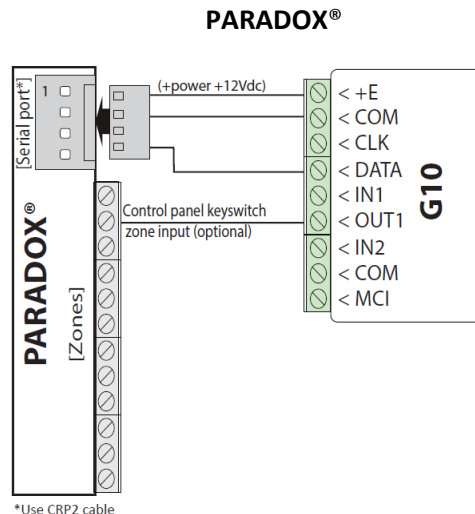 PARADOX®
[Serial port*]
1
(+power +12Vdc)
< +E
< COM
< CLK
< DATA
< IN1
< OUT1
< IN2
< COM
< MCI
G10
Control panel keyswitch
zone input (optional)
PARADOX®
[Zones]
*Use CRP2 cable